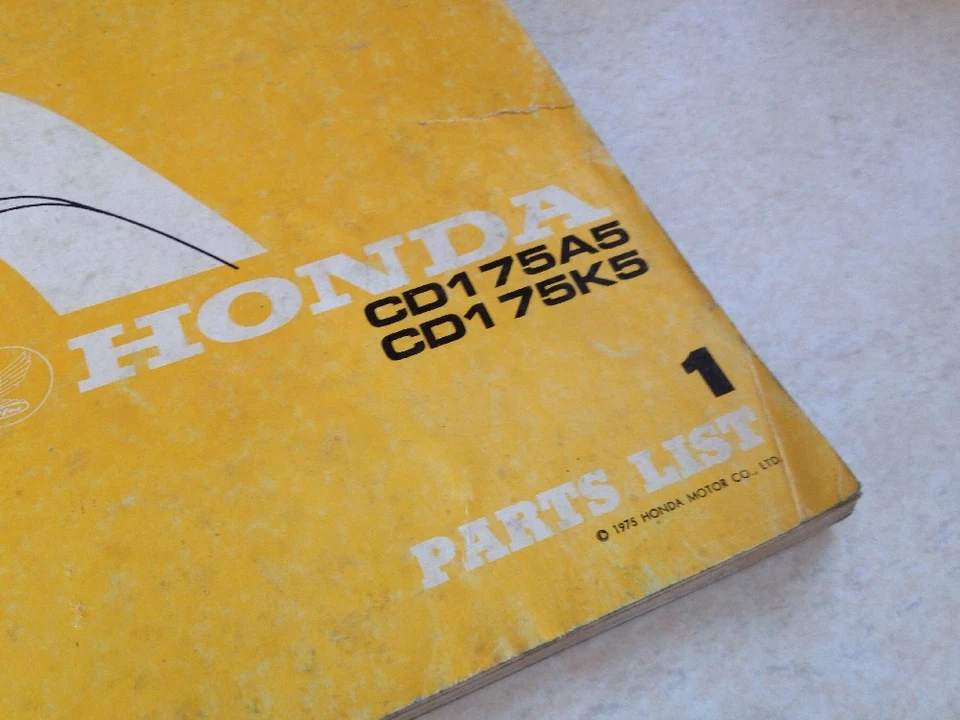 HONDA
CD175A5
CD175K5
1
PARTS LIST
© 1975 HONDA MOTOR CO., LTD.